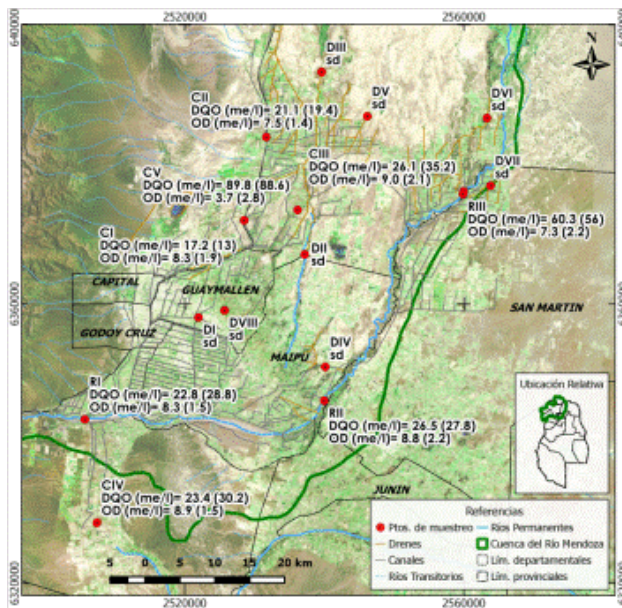 2520000 2560000
6400000
6400000
N
DIII
sd
DV
sd
DVI
sd
CII
DQO (me/l)= 21.1 (19.4)
OD (me/l)= 7.5 (1.4)
CIII
DQO (me/l)= 26.1 (35.2)
OD (me/l)= 9.0 (2.1)
DVII
sd
CV
DQO (me/l)= 89.8 (88.6)
OD (me/l)= 3.7 (2.8)
RIII
DQO (me/l)= 60.3 (56)
OD (me/l)= 7.3 (2.2)
CI
DQO (me/l)= 17.2 (13)
OD (me/l)= 8.3 (1.9)
DII
sd
CAPITAL
GUAYMALLEN
6360000
6360000
SAN MARTIN
GODOY CRUZ
DI
sd
DVIII
sd
MAIPU
DIV
sd
RI
DQO (me/l)= 22.8 (28.8)
OD (me/l)= 8.3 (1.5)
RII
DQO (me/l)= 26.5 (27.8)
OD (me/l)= 8.8 (2.2)
Ubicación Relativa
CIV
DQO (me/l)= 23.4 (30.2)
OD (me/l)= 8.9 (1.5)
JUNIN
Referencias
Ptos. de muestreo
Drenes
Canales
Ríos Transitorios
Ríos Permanentes
Cuenca del Río Mendoza
Lím. departamentales
Lím. provinciales
5 0 5 10 15 20 km
6320000
6320000
2520000 2560000